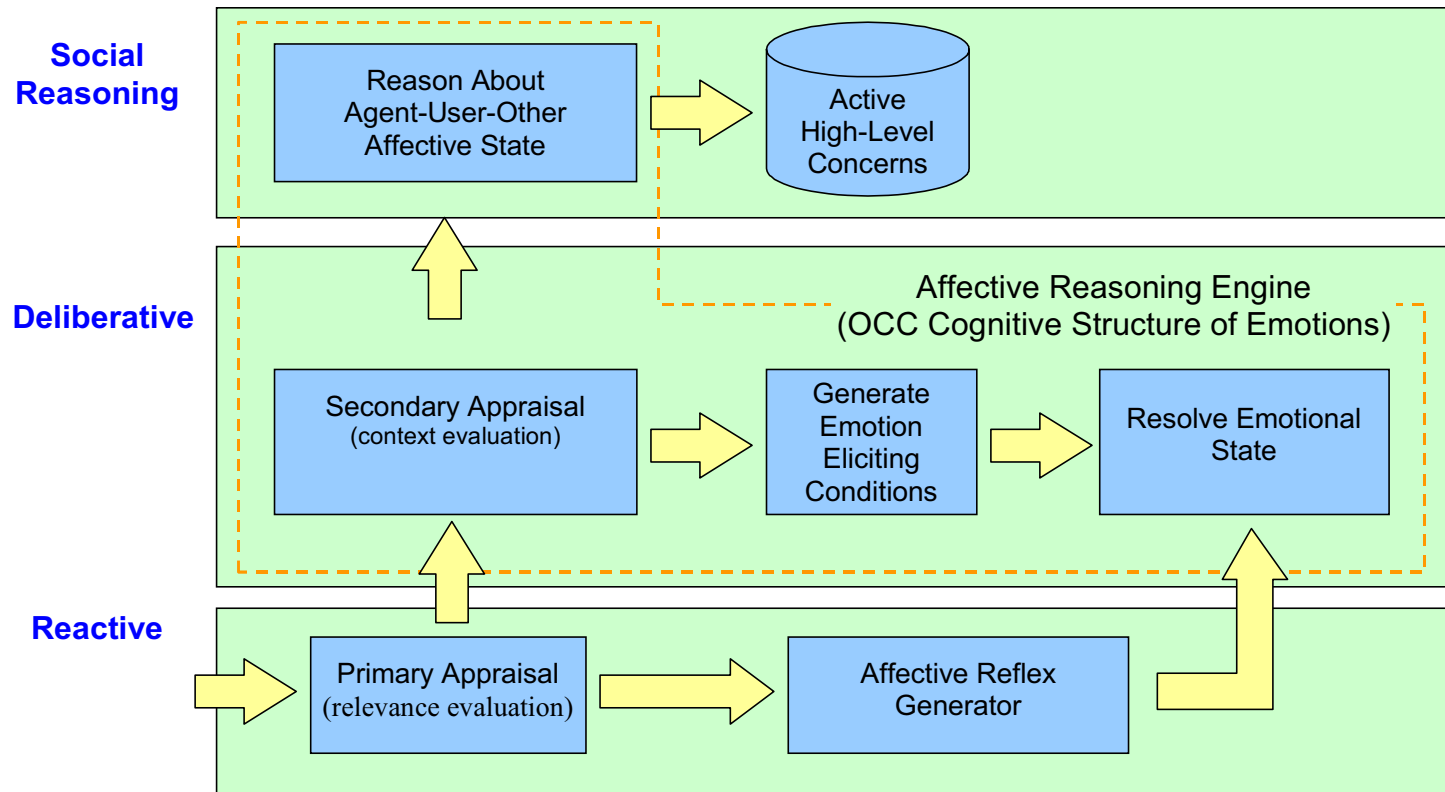 Social
Reasoning
Reason About
Agent-User-Other
Affective State
Active
High-Level
Concerns
Deliberative
Affective Reasoning Engine
(OCC Cognitive Structure of Emotions)
Secondary Appraisal
(context evaluation)
Generate
Emotion
Eliciting
Conditions
Resolve Emotional
State
Reactive
Primary Appraisal
(relevance evaluation)
Affective Reflex
Generator